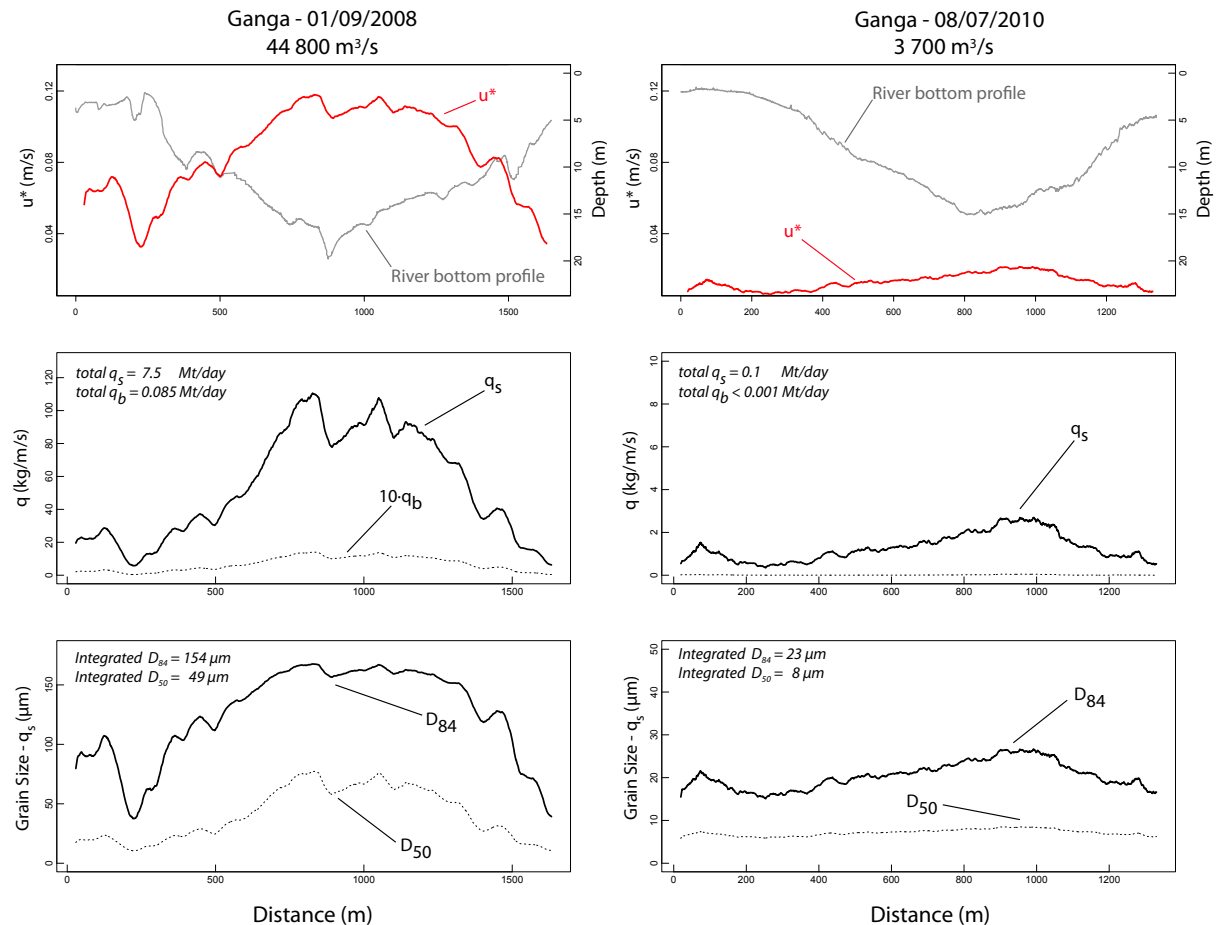 Ganga - 01/09/2008
44 800 m³/s
u*
River bottom profile
u* (m/s)
0.04
0.08
0.12
Depth (m)
0
5
10
15
20
0
500
1000
1500
Ganga - 08/07/2010
3 700 m³/s
River bottom profile
u*
u* (m/s)
0.04
0.08
0.12
Depth (m)
0
5
10
15
20
0
200
400
600
800
1000
1200
total qs = 7.5 Mt/day
total qb = 0.085 Mt/day
qs
10·qb
q (kg/m/s)
0
20
40
60
80
100
120
0
500
1000
1500
total qs = 0.1 Mt/day
total qb < 0.001 Mt/day
qs
q (kg/m/s)
0
2
4
6
8
10
0
200
400
600
800
1000
1200
Integrated D84 = 154 µm
Integrated D50 = 49 µm
D84
D50
Grain Size - qs (µm)
0
50
100
150
0
500
1000
1500
Distance (m)
Integrated D84 = 23 µm
Integrated D50 = 8 µm
D84
D50
Grain Size - qs (µm)
0
10
20
30
40
50
0
200
400
600
800
1000
1200
Distance (m)